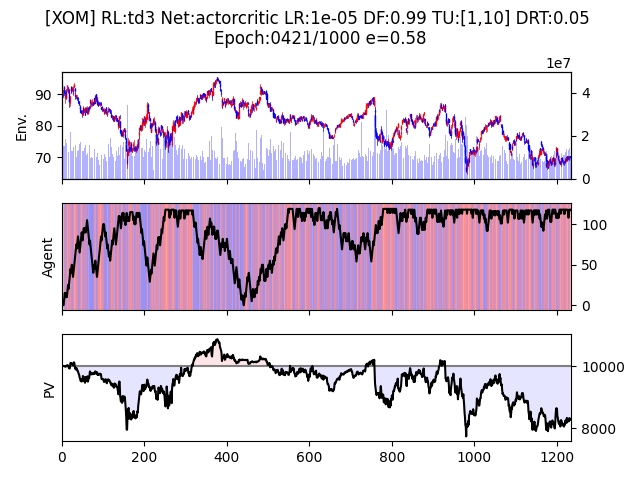 [XOM] RL:td3 Net:actorcritic LR:1e-05 DF:0.99 TU:[1,10] DRT:0.05
Epoch:0421/1000 e=0.58
1e7
Env.
90
80
70
4
2
0
Agent
100
50
0
PV
10000
8000
0 200 400 600 800 1000 1200